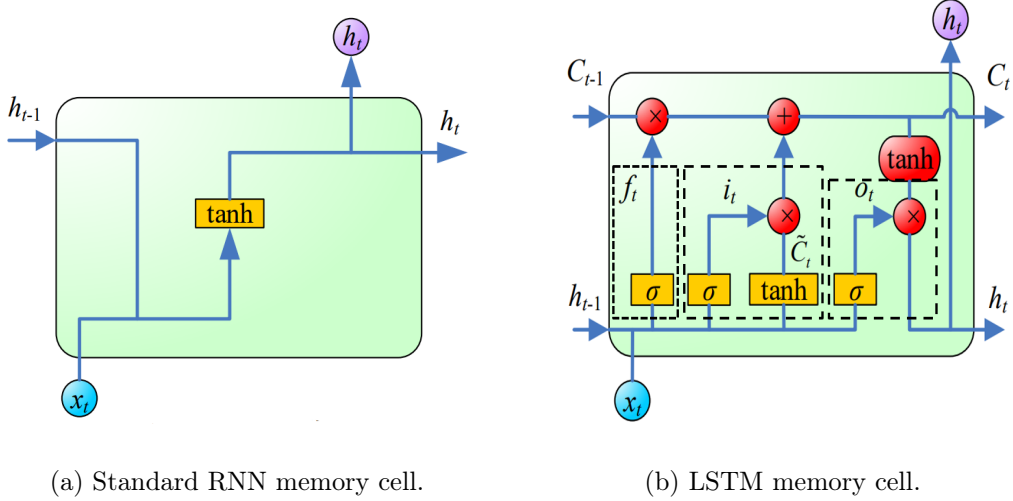 h_t
h_{t-1}
h_t
tanh
x_t
(a) Standard RNN memory cell.
h_t
C_{t-1}
C_t
×
+
tanh
f_t
i_t
o_t
×
×
C̃_t
σ
σ
tanh
σ
h_{t-1}
h_t
x_t
(b) LSTM memory cell.